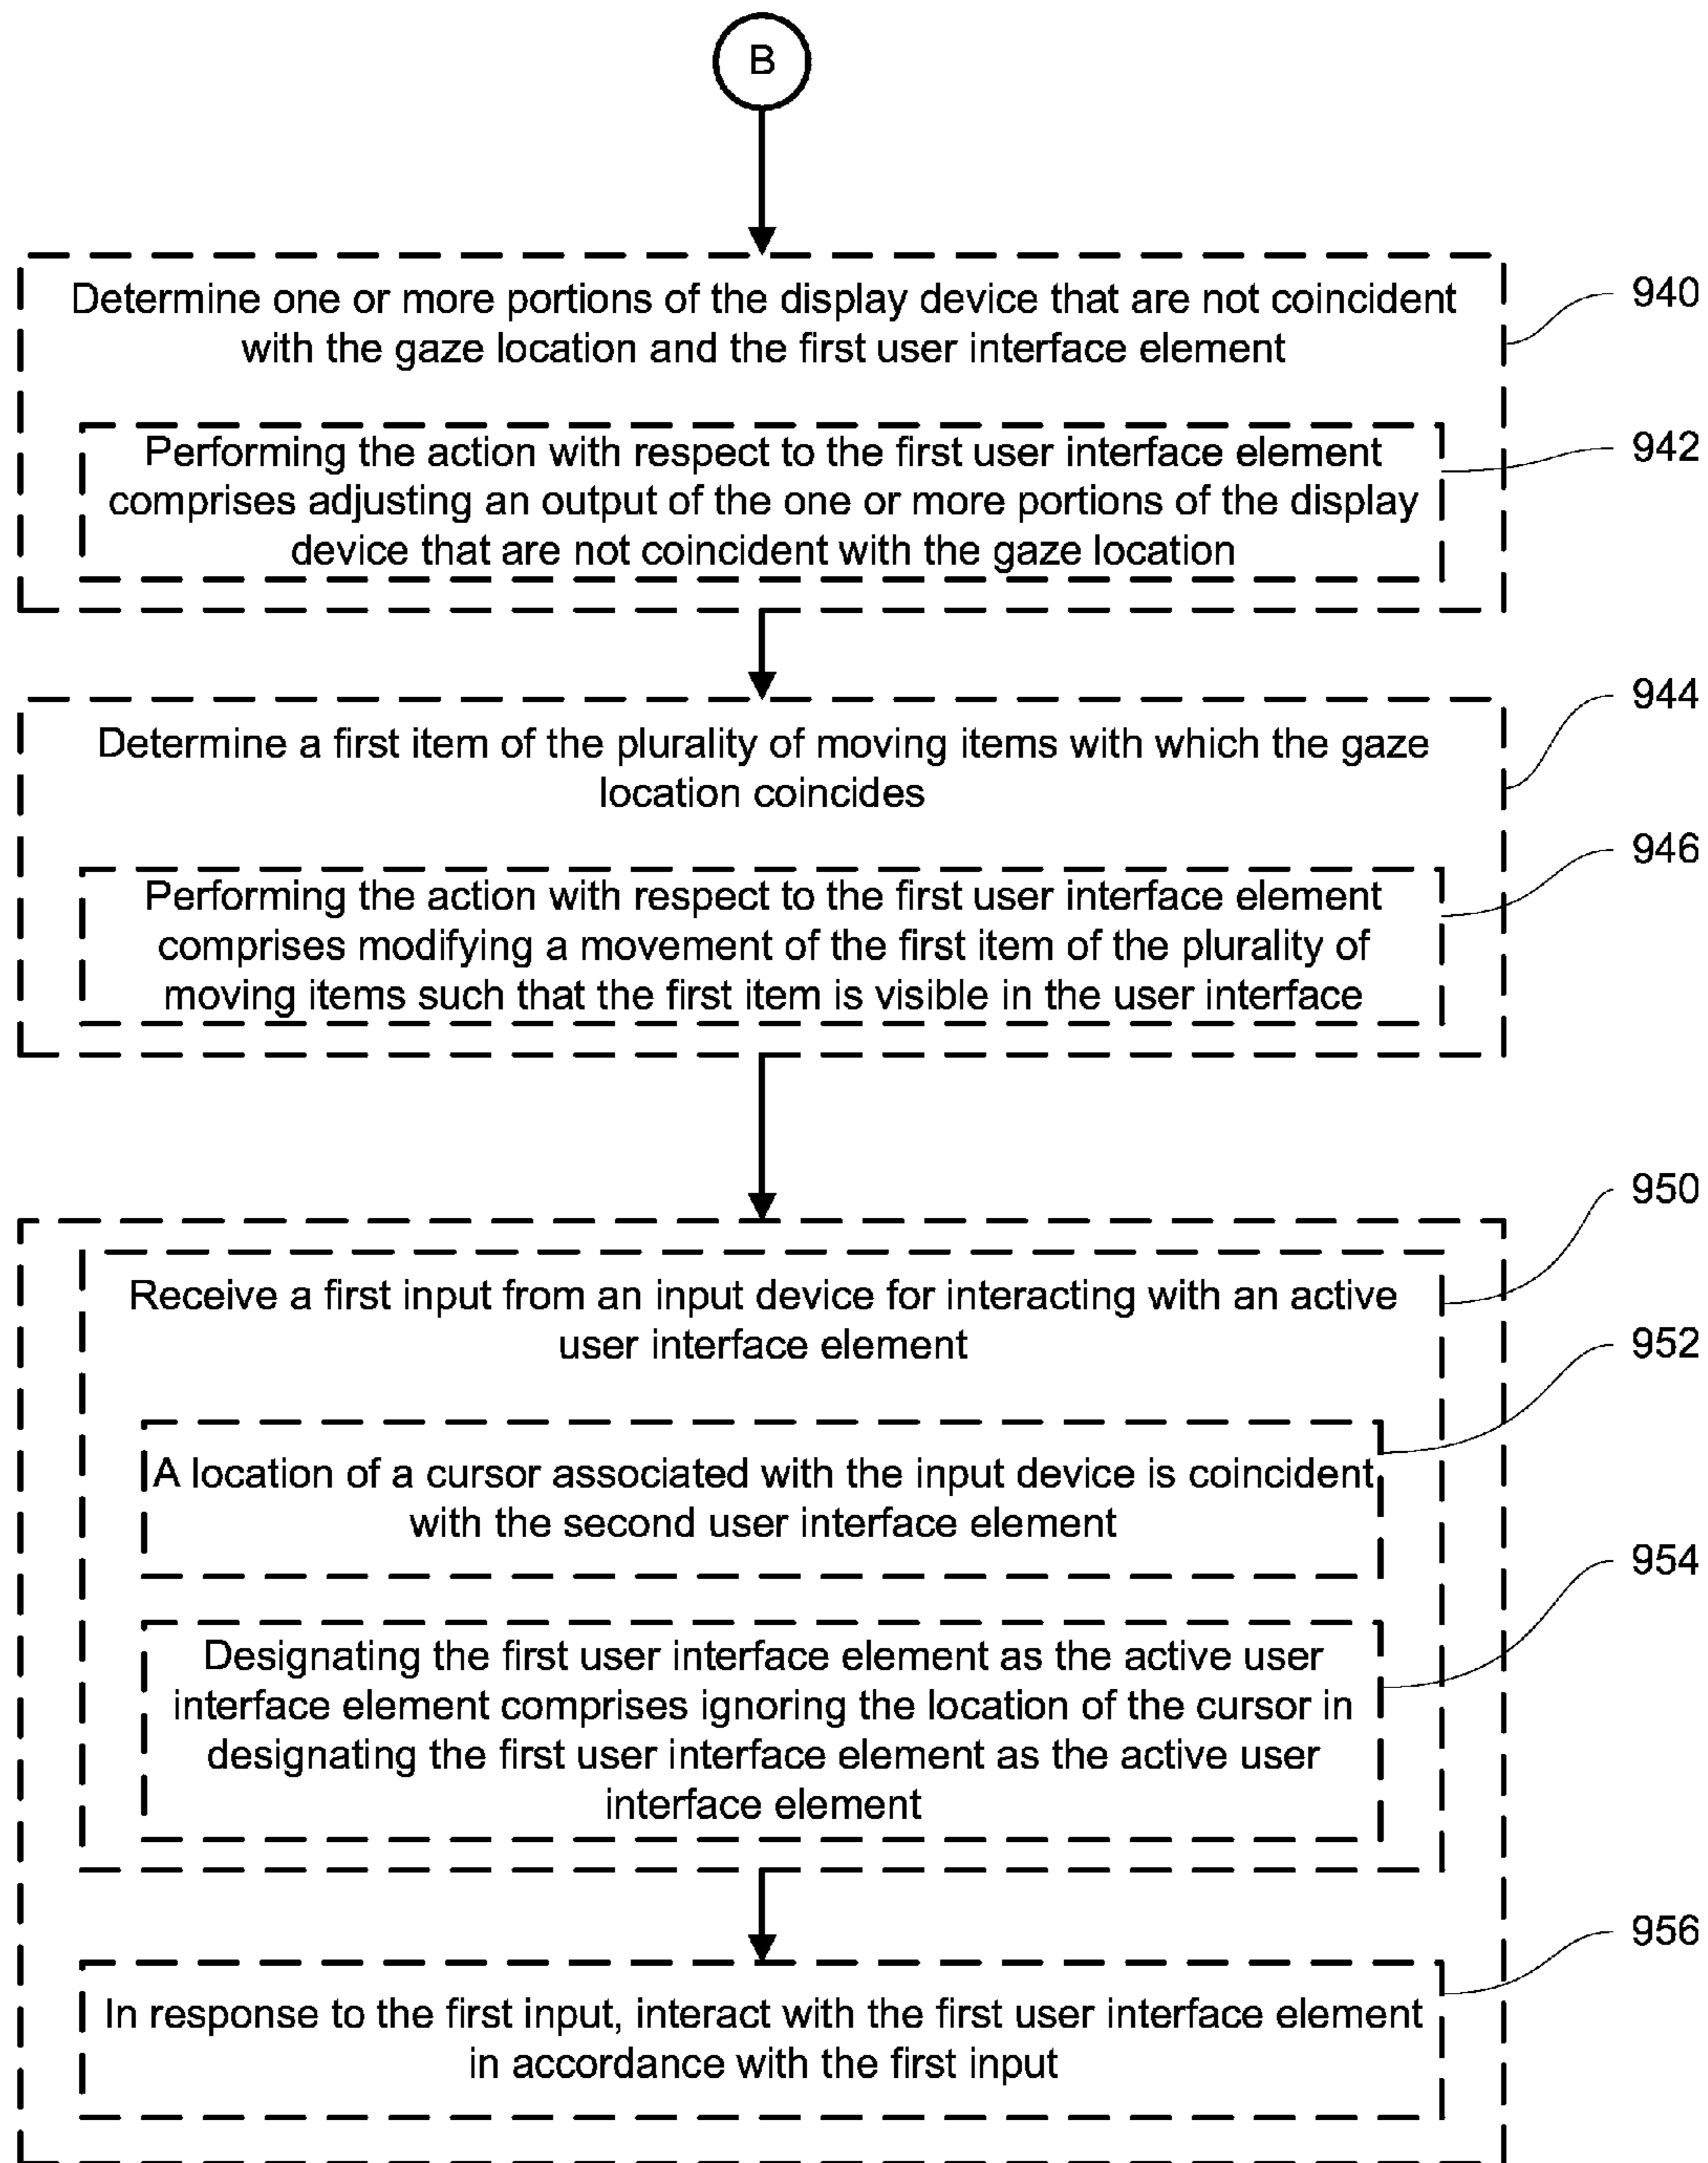 B
Determine one or more portions of the display device that are not coincident
with the gaze location and the first user interface element
940
Performing the action with respect to the first user interface element
comprises adjusting an output of the one or more portions of the display
device that are not coincident with the gaze location
942
Determine a first item of the plurality of moving items with which the gaze
location coincides
944
Performing the action with respect to the first user interface element
comprises modifying a movement of the first item of the plurality of
moving items such that the first item is visible in the user interface
946
Receive a first input from an input device for interacting with an active
user interface element
950
A location of a cursor associated with the input device is coincident
with the second user interface element
952
Designating the first user interface element as the active user
interface element comprises ignoring the location of the cursor in
designating the first user interface element as the active user
interface element
954
In response to the first input, interact with the first user interface element
in accordance with the first input
956